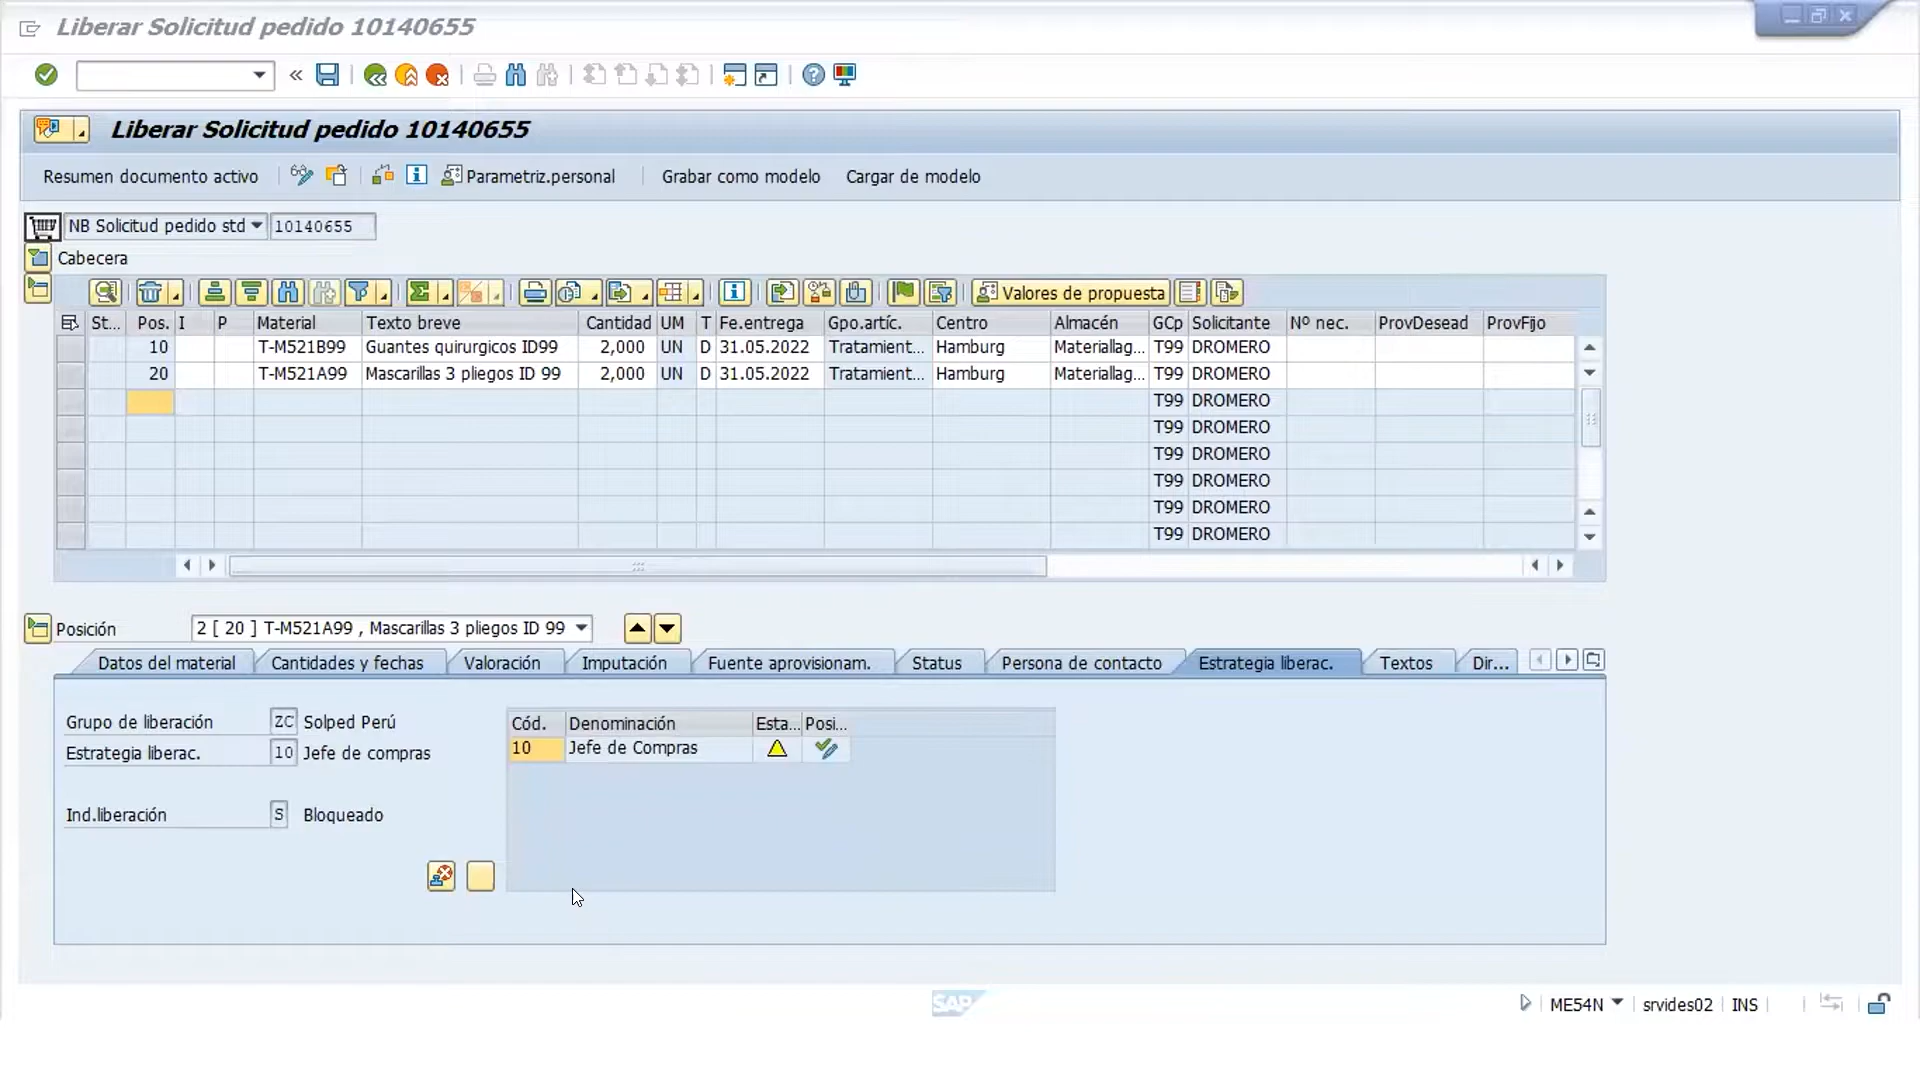 Liberar Solicitud pedido 10140655
Liberar Solicitud pedido 10140655
Resumen documento activo Parametriz.personal Grabar como modelo Cargar de modelo
NB Solicitud pedido std 10140655
Cabecera
Valores de propuesta
St... Pos. I P Material Texto breve Cantidad UM T Fe.entrega Gpo.artíc. Centro Almacén GCp Solicitante Nº nec. ProvDesead ProvFijo
10 T-M521B99 Guantes quirurgicos ID99 2,000 UN D 31.05.2022 Tratamient... Hamburg Materiallag... T99 DROMERO
20 T-M521A99 Mascarillas 3 pliegos ID 99 2,000 UN D 31.05.2022 Tratamient... Hamburg Materiallag... T99 DROMERO
T99 DROMERO
T99 DROMERO
T99 DROMERO
T99 DROMERO
T99 DROMERO
T99 DROMERO
Posición 2 [ 20 ] T-M521A99 , Mascarillas 3 pliegos ID 99
Datos del material Cantidades y fechas Valoración Imputación Fuente aprovisionam. Status Persona de contacto Estrategia liberac. Textos Dir...
Grupo de liberación ZC Solped Perú
Estrategia liberac. 10 Jefe de compras
Ind.liberación S Bloqueado
Cód. Denominación Esta... Posi...
10 Jefe de Compras
SAP
ME54N srvides02 INS